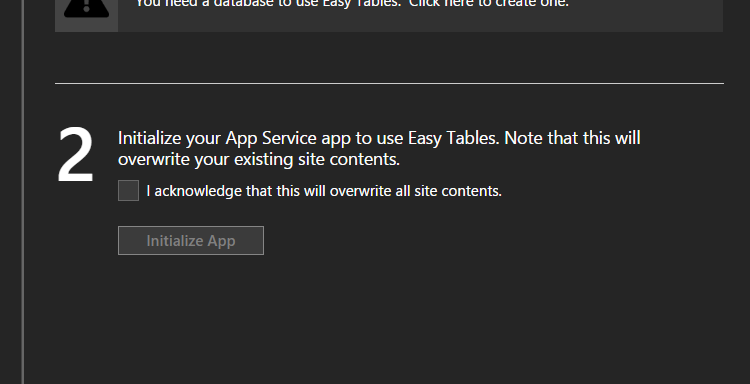 You need a database to use Easy Tables. Click here to create one.
2
Initialize your App Service app to use Easy Tables. Note that this will
overwrite your existing site contents.
I acknowledge that this will overwrite all site contents.
Initialize App